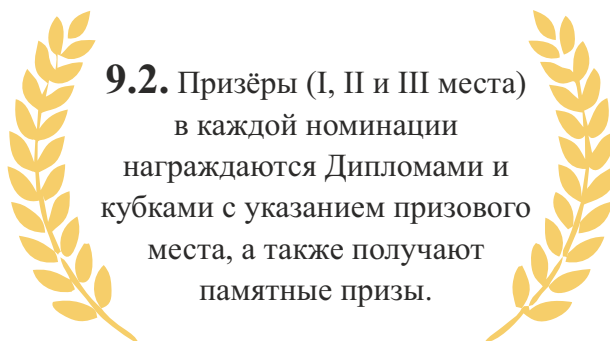 9.2. Призёры (I, II и III места)
в каждой номинации
награждаются Дипломами и
кубками с указанием призового
места, а также получают
памятные призы.